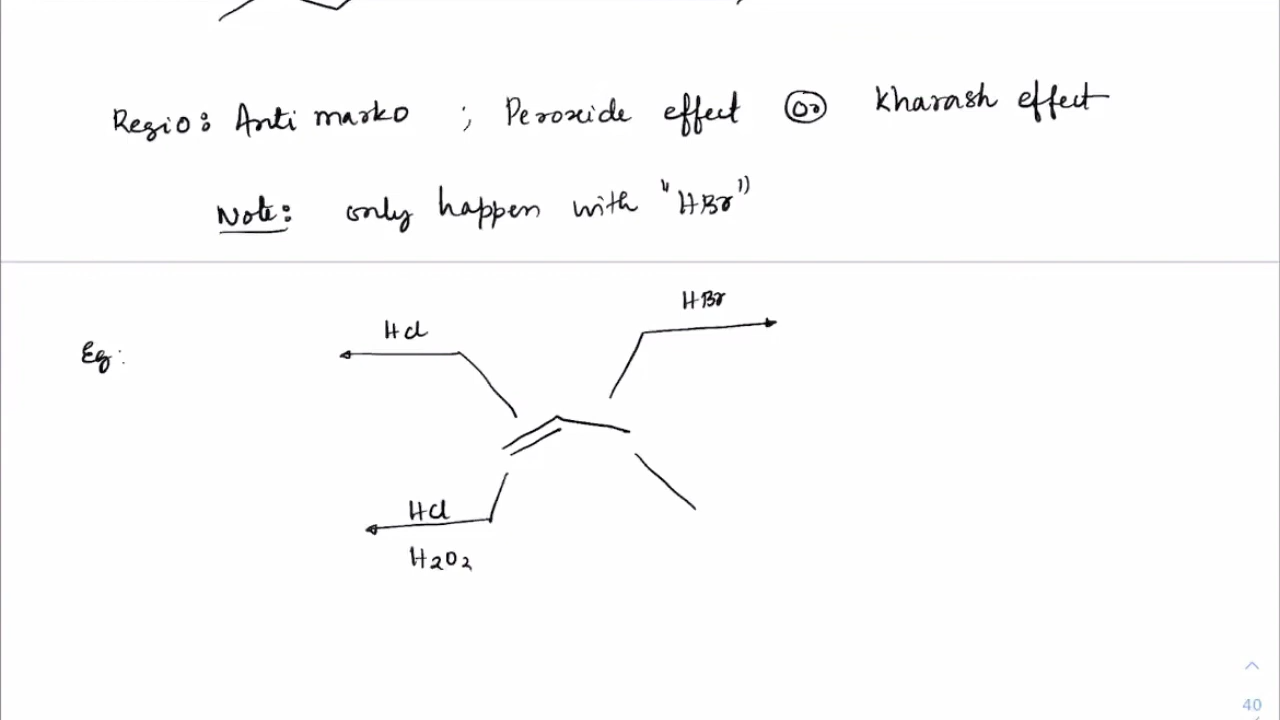 Regio: Anti marko ; Peroxide effect or Kharash effect
Note: only happen with "HBr"
HBr
HCl
Eg:
HCl
H2O2
40